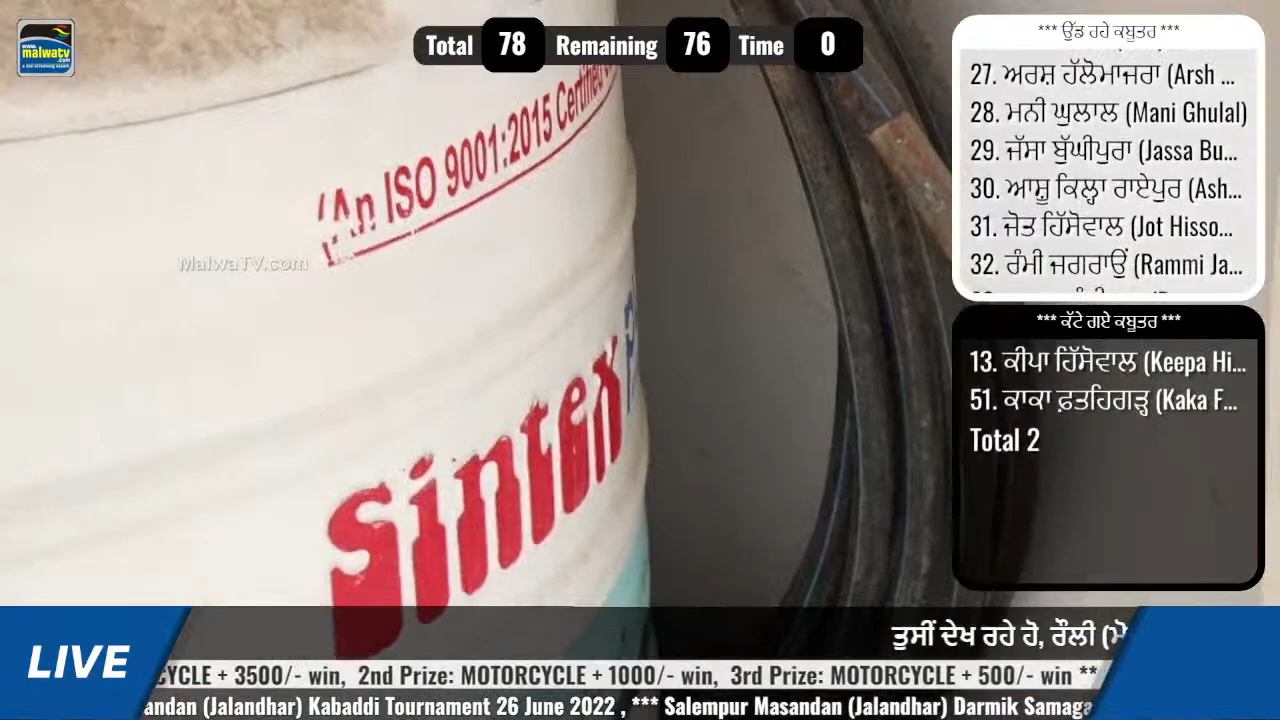 www.
malwatv
.com
a live streaming expert
Total 78 Remaining 76 Time 0
*** ਉੱਡ ਰਹੇ ਕਬੂਤਰ ***
27. ਅਰਸ਼ ਹੱਲੋਮਾਜਰਾ (Arsh ...
28. ਮਨੀ ਘੁਲਾਲ (Mani Ghulal)
29. ਜੱਸਾ ਬੁੱਘੀਪੁਰਾ (Jassa Bu...
30. ਆਸ਼ੂ ਕਿਲ੍ਹਾ ਰਾਏਪੁਰ (Ash...
31. ਜੋਤ ਹਿੱਸੋਵਾਲ (Jot Hisso...
32. ਰੰਮੀ ਜਗਰਾਉਂ (Rammi Ja...
*** ਕੱਟੇ ਗਏ ਕਬੂਤਰ ***
13. ਕੀਪਾ ਹਿੱਸੋਵਾਲ (Keepa Hi...
51. ਕਾਕਾ ਫ਼ਤਹਿਗੜ੍ਹ (Kaka F...
Total 2
"An ISO 9001:2015 Certified
MalwaTV.com
Sintex
LIVE
ਤੁਸੀਂ ਦੇਖ ਰਹੇ ਹੋ, ਰੌਲੀ (ਮੋ
CYCLE + 3500/- win, 2nd Prize: MOTORCYCLE + 1000/- win, 3rd Prize: MOTORCYCLE + 500/- win **
andan (Jalandhar) Kabaddi Tournament 26 June 2022 , *** Salempur Masandan (Jalandhar) Darmik Samaga